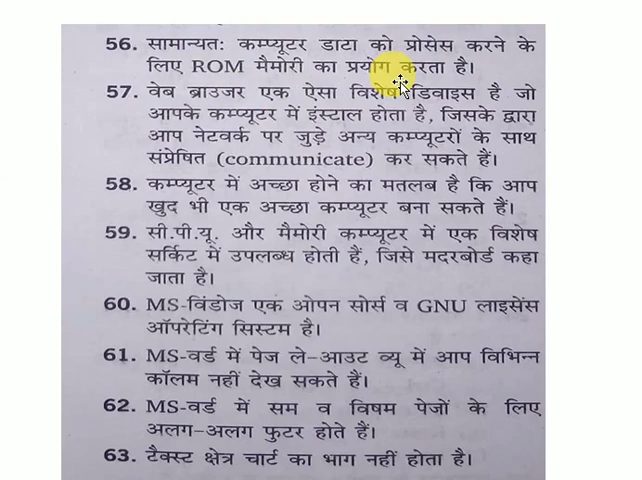 56. सामान्यतः कम्प्यूटर डाटा को प्रोसेस करने के
लिए ROM मैमोरी का प्रयोग करता है।
57. वेब ब्राउजर एक ऐसा विशेष डिवाइस है जो
आपके कम्प्यूटर में इंस्टाल होता है, जिसके द्वारा
आप नेटवर्क पर जुड़े अन्य कम्प्यूटरों के साथ
संप्रेषित (communicate) कर सकते हैं।
58. कम्प्यूटर में अच्छा होने का मतलब है कि आप
खुद भी एक अच्छा कम्प्यूटर बना सकते हैं।
59. सी.पी.यू. और मैमोरी कम्प्यूटर में एक विशेष
सर्किट में उपलब्ध होती हैं, जिसे मदरबोर्ड कहा
जाता है।
60. MS-विंडोज एक ओपन सोर्स व GNU लाइसेंस
ऑपरेटिंग सिस्टम है।
61. MS-वर्ड में पेज ले-आउट व्यू में आप विभिन्न
कॉलम नहीं देख सकते हैं।
62. MS-वर्ड में सम व विषम पेजों के लिए
अलग-अलग फुटर होते हैं।
63. टैक्स्ट क्षेत्र चार्ट का भाग नहीं होता है।